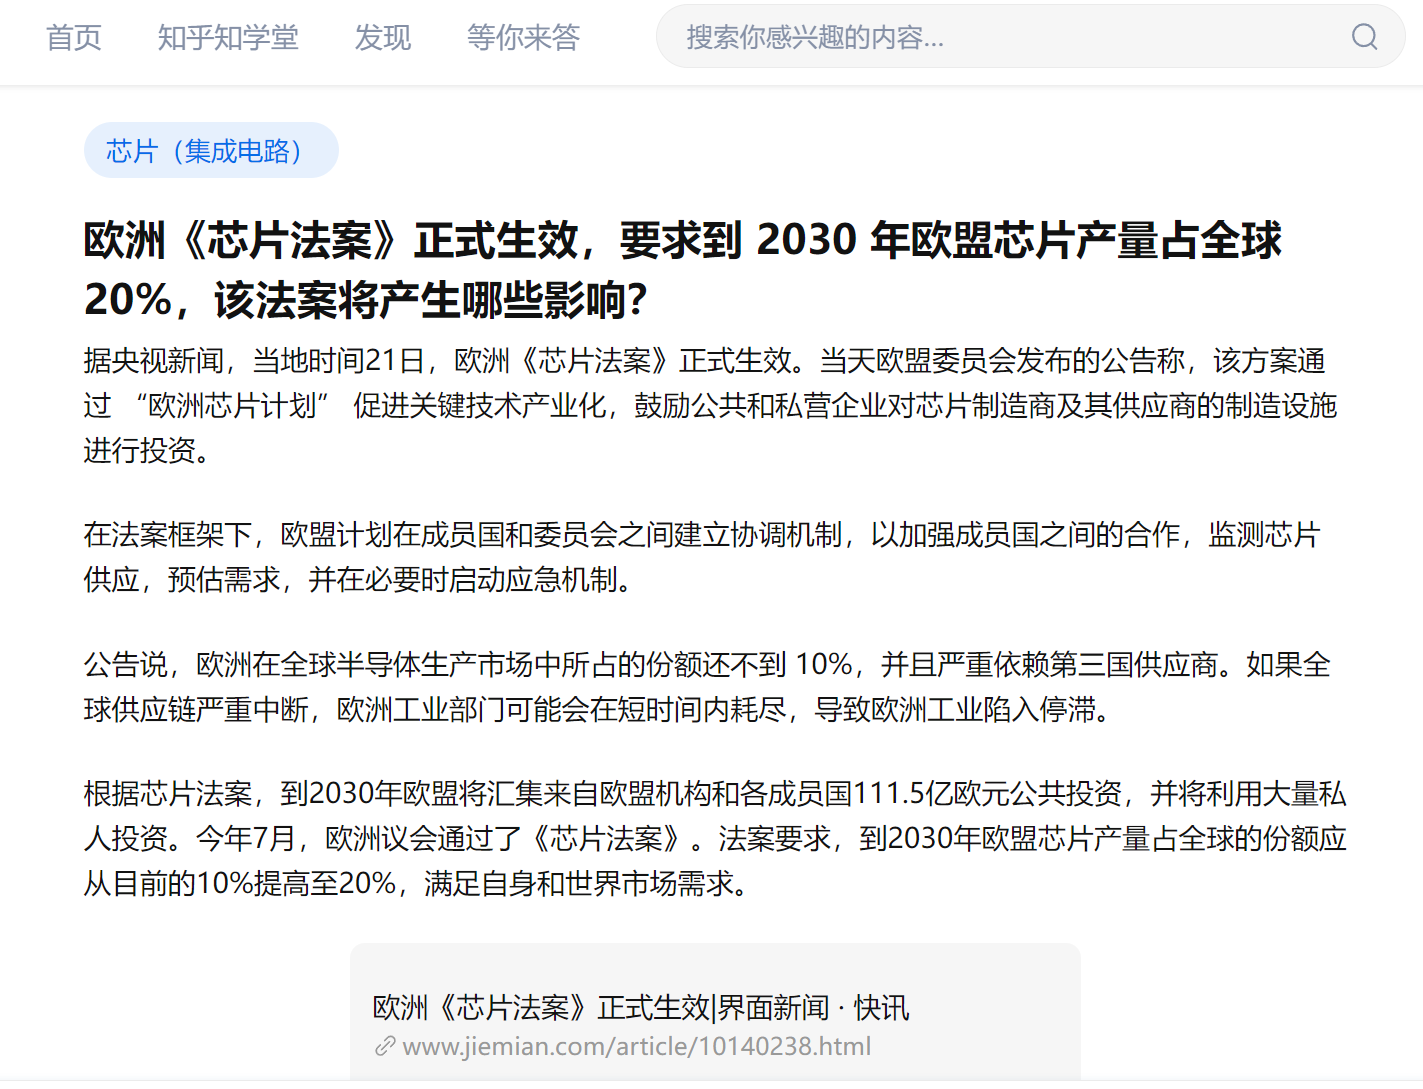 首页 知乎知学堂 发现 等你来答 搜索你感兴趣的内容...
芯片（集成电路）
欧洲《芯片法案》正式生效，要求到 2030 年欧盟芯片产量占全球
20%，该法案将产生哪些影响？
据央视新闻，当地时间21日，欧洲《芯片法案》正式生效。当天欧盟委员会发布的公告称，该方案通
过 “欧洲芯片计划” 促进关键技术产业化，鼓励公共和私营企业对芯片制造商及其供应商的制造设施
进行投资。
在法案框架下，欧盟计划在成员国和委员会之间建立协调机制，以加强成员国之间的合作，监测芯片
供应，预估需求，并在必要时启动应急机制。
公告说，欧洲在全球半导体生产市场中所占的份额还不到 10%，并且严重依赖第三国供应商。如果全
球供应链严重中断，欧洲工业部门可能会在短时间内耗尽，导致欧洲工业陷入停滞。
根据芯片法案，到2030年欧盟将汇集来自欧盟机构和各成员国111.5亿欧元公共投资，并将利用大量私
人投资。今年7月，欧洲议会通过了《芯片法案》。法案要求，到2030年欧盟芯片产量占全球的份额应
从目前的10%提高至20%，满足自身和世界市场需求。
欧洲《芯片法案》正式生效|界面新闻 · 快讯
www.jiemian.com/article/10140238.html